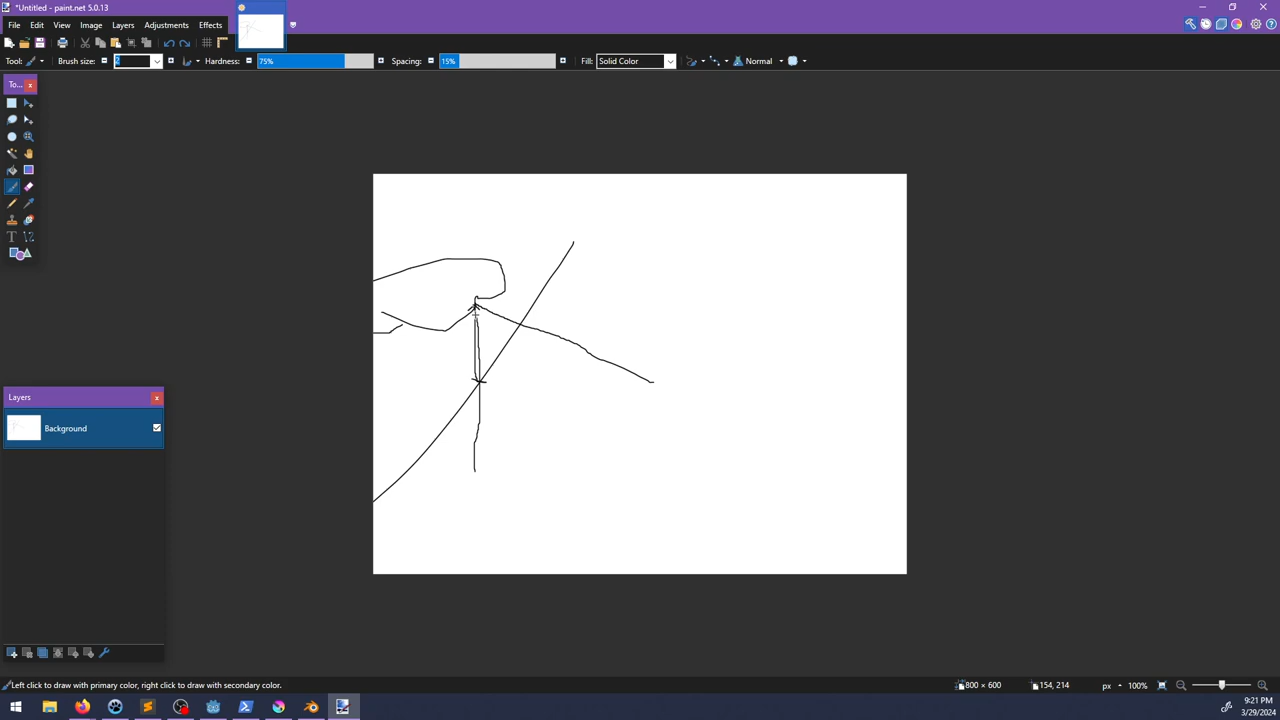 *Untitled - paint.net 5.0.13
File Edit View Image Layers Adjustments Effects
Tool: Brush size: 2 Hardness: 75% Spacing: 15% Fill: Solid Color Normal
To...
Layers
Background
Left click to draw with primary color, right click to draw with secondary color.
800 × 600 154, 214 px 100%
9:21 PM
3/29/2024